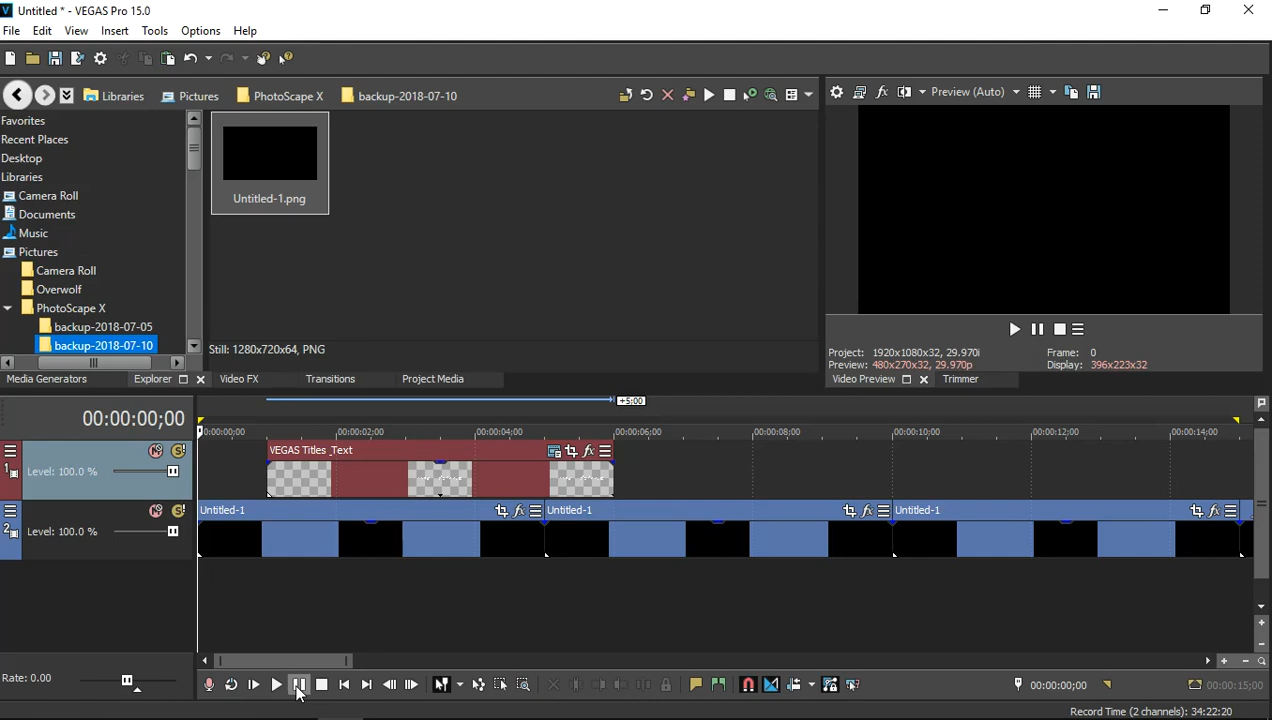 Untitled * - VEGAS Pro 15.0
File Edit View Insert Tools Options Help
Libraries Pictures PhotoScape X backup-2018-07-10
Preview (Auto)
Favorites
Recent Places
Desktop
Libraries
Camera Roll
Documents
Music
Pictures
Camera Roll
Overwolf
PhotoScape X
backup-2018-07-05
backup-2018-07-10
Untitled-1.png
Still: 1280x720x64, PNG
Project: 1920x1080x32, 29.970i Frame: 0
Preview: 480x270x32, 29.970p Display: 396x223x32
Media Generators Explorer Video FX Transitions Project Media Video Preview Trimmer
+5;00
00:00:00;00
00:00:00;00 00:00:02;00 00:00:04;00 00:00:06;00 00:00:08;00 00:00:10;00 00:00:12;00 00:00:14;00
1 Level: 100.0 % VEGAS Titles _Text
Untitled-1 Untitled-1 Untitled-1
2 Level: 100.0 %
Rate: 0.00
00:00:00;00 00:00:15;00
Record Time (2 channels): 34:22:20